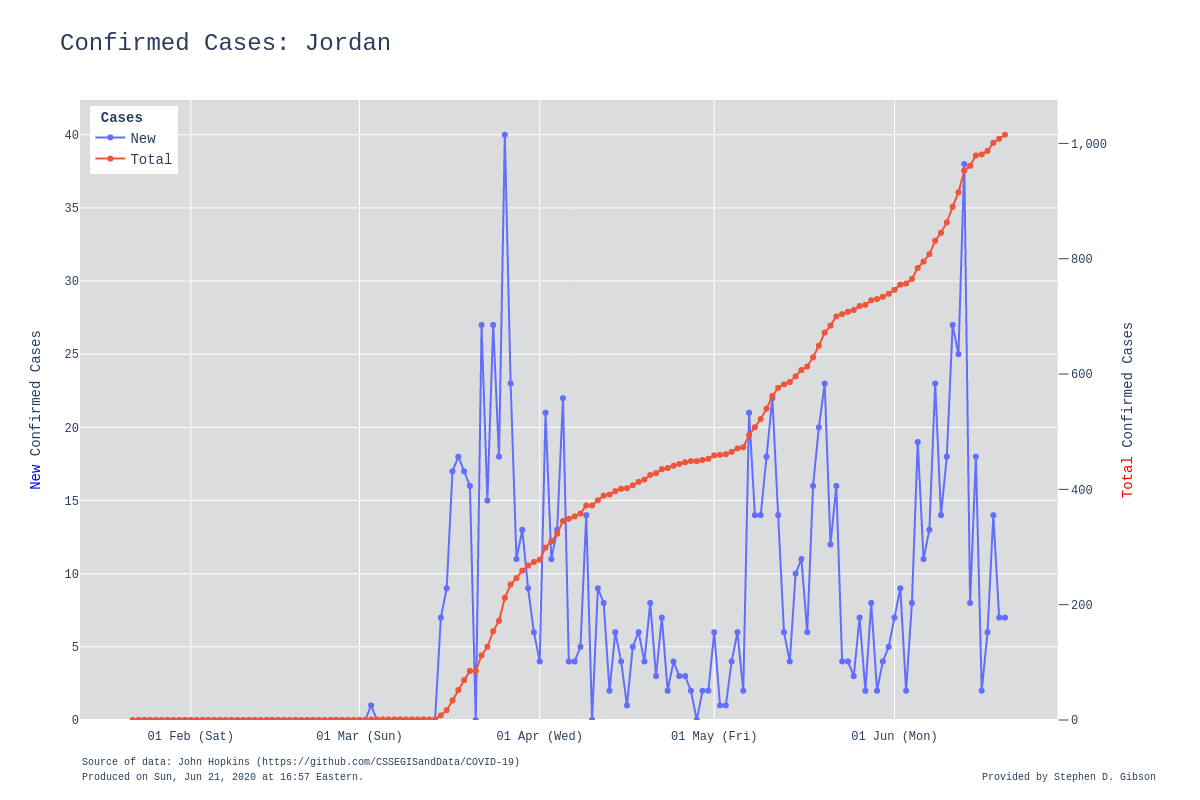 Confirmed Cases: Jordan
Cases
New
Total
40
35
30
25
20
15
10
5
0
New Confirmed Cases
1,000
800
600
400
200
0
Total Confirmed Cases
01 Feb (Sat)
01 Mar (Sun)
01 Apr (Wed)
01 May (Fri)
01 Jun (Mon)
Source of data: John Hopkins (https://github.com/CSSEGISandData/COVID-19)
Produced on Sun, Jun 21, 2020 at 16:57 Eastern.
Provided by Stephen D. Gibson